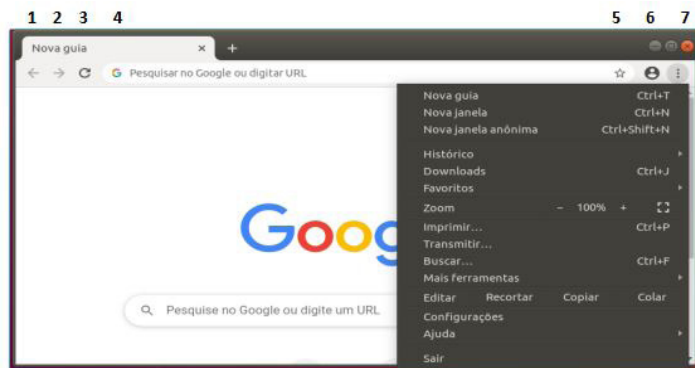 1 2 3 4 5 6 7
Nova guia
Pesquisar no Google ou digitar URL
Nova guia Ctrl+T
Nova janela Ctrl+N
Nova janela anônima Ctrl+Shift+N
Histórico
Downloads Ctrl+J
Favoritos
Zoom - 100% +
Imprimir... Ctrl+P
Transmitir...
Buscar... Ctrl+F
Mais ferramentas
Editar Recortar Copiar Colar
Configurações
Ajuda
Sair
Goog
Pesquise no Google ou digite um URL